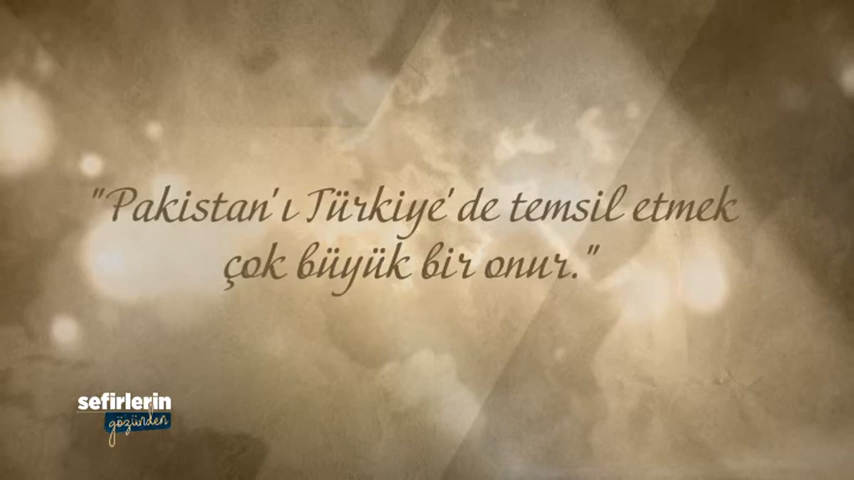 "Pakistan'ı Türkiye'de temsil etmek
çok büyük bir onur."
sefirlerin
gözünden